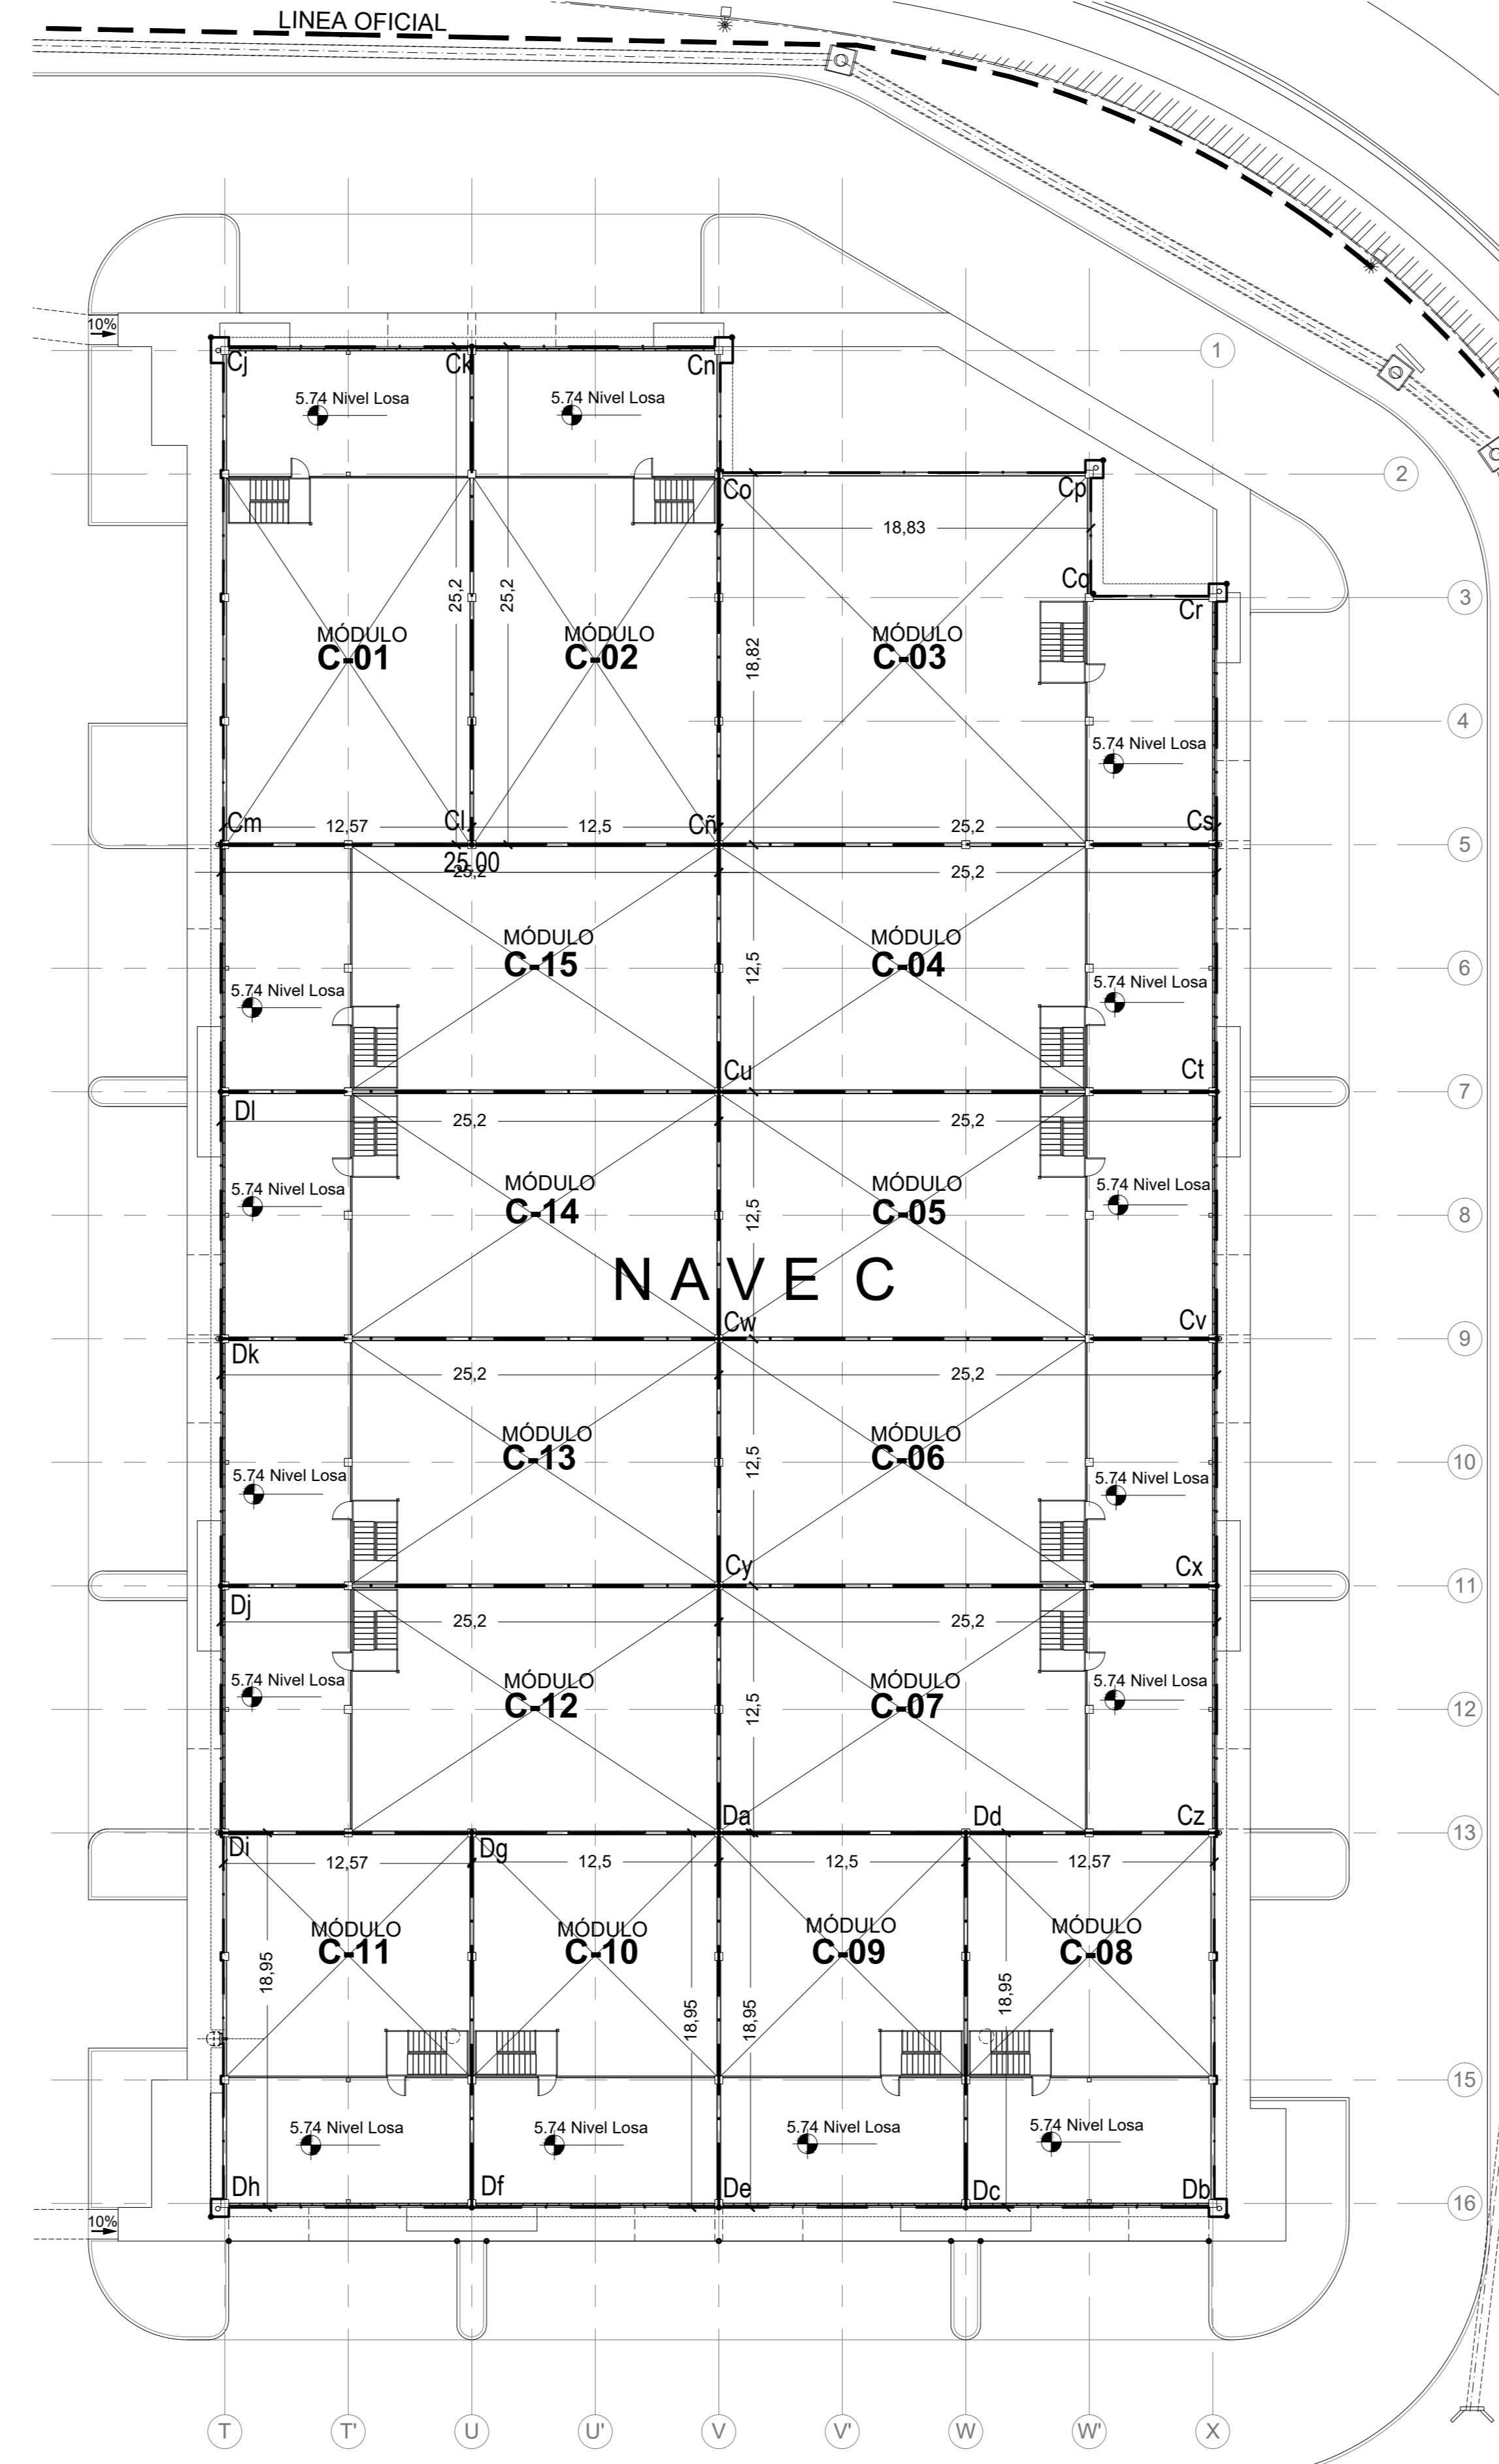 LINEA OFICIAL
10%
1
Cj
Ck
Cn
5.74 Nivel Losa
5.74 Nivel Losa
2
Co
Cp
18,83
Cq
3
Cr
25,2
25,2
18,82
MÓDULO
C-01
MÓDULO
C-02
MÓDULO
C-03
4
5.74 Nivel Losa
Cm
12,57
Cl
12,5
Cñ
25,2
Cs
5
25,00
25,2
25,2
MÓDULO
C-15
MÓDULO
C-04
12,5
6
5.74 Nivel Losa
5.74 Nivel Losa
Cu
Ct
7
Dl
25,2
25,2
5.74 Nivel Losa
MÓDULO
C-14
MÓDULO
C-05
5.74 Nivel Losa
12,5
8
NAVE C
Cw
Cv
9
Dk
25,2
25,2
MÓDULO
C-13
MÓDULO
C-06
12,5
10
5.74 Nivel Losa
5.74 Nivel Losa
Cy
Cx
11
Dj
25,2
25,2
5.74 Nivel Losa
MÓDULO
C-12
MÓDULO
C-07
5.74 Nivel Losa
12,5
12
Da
Dd
Cz
13
Di
12,57
Dg
12,5
12,5
12,57
MÓDULO
C-11
MÓDULO
C-10
MÓDULO
C-09
MÓDULO
C-08
18,95
18,95
18,95
18,95
15
5.74 Nivel Losa
5.74 Nivel Losa
5.74 Nivel Losa
5.74 Nivel Losa
Dh
Df
De
Dc
Db
16
10%
T
T'
U
U'
V
V'
W
W'
X